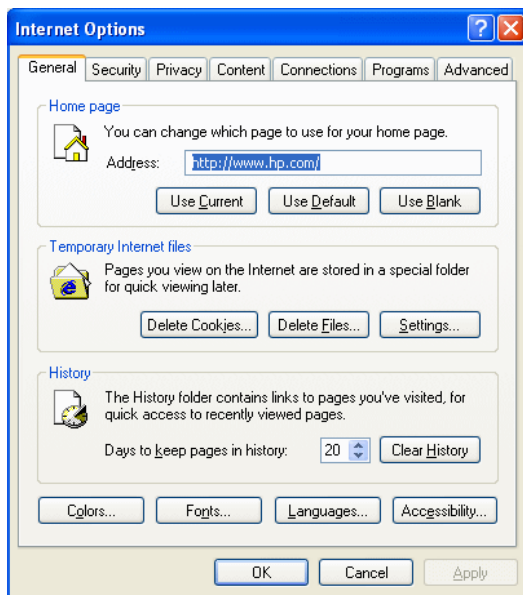 Internet Options
General Security Privacy Content Connections Programs Advanced
Home page
You can change which page to use for your home page.
Address: http://www.hp.com/
Use Current Use Default Use Blank
Temporary Internet files
Pages you view on the Internet are stored in a special folder
for quick viewing later.
Delete Cookies... Delete Files... Settings...
History
The History folder contains links to pages you've visited, for
quick access to recently viewed pages.
Days to keep pages in history: 20 Clear History
Colors... Fonts... Languages... Accessibility...
OK Cancel Apply